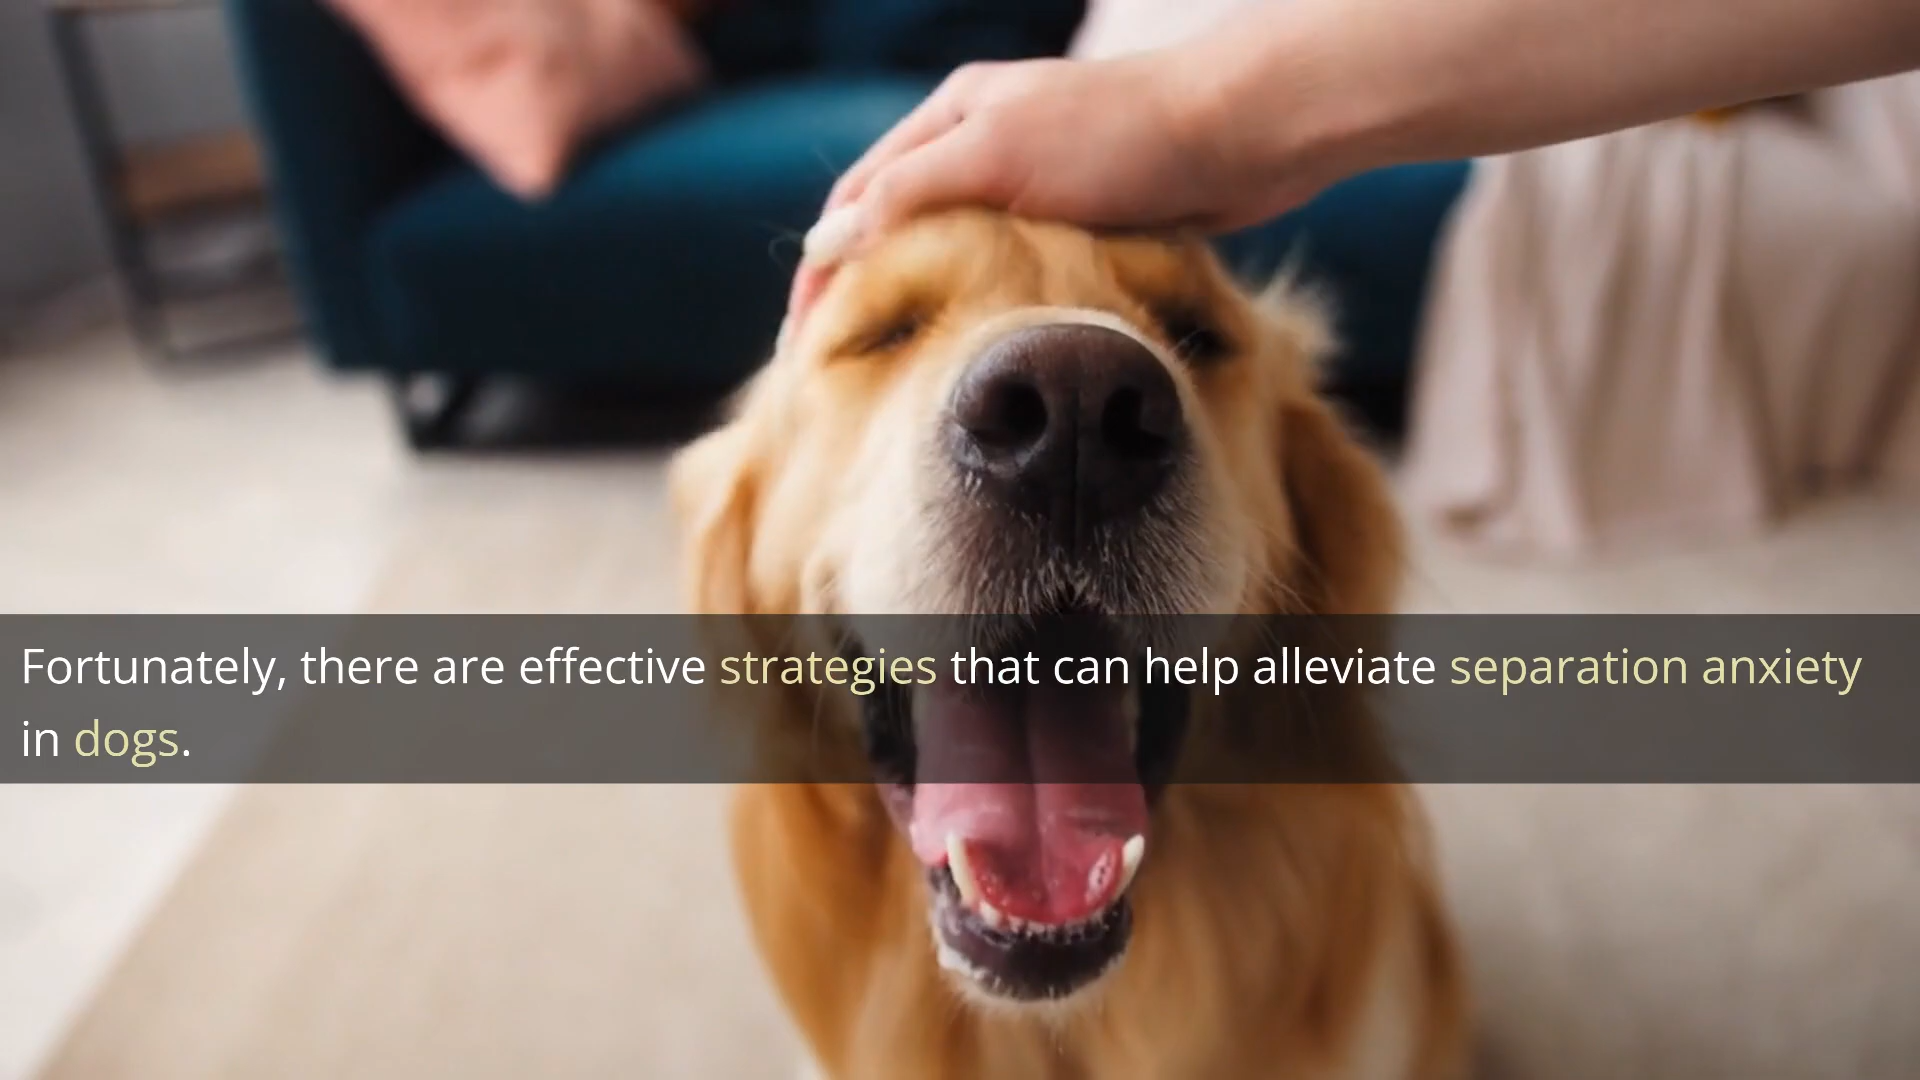 Fortunately, there are effective strategies that can help alleviate separation anxiety
in dogs.